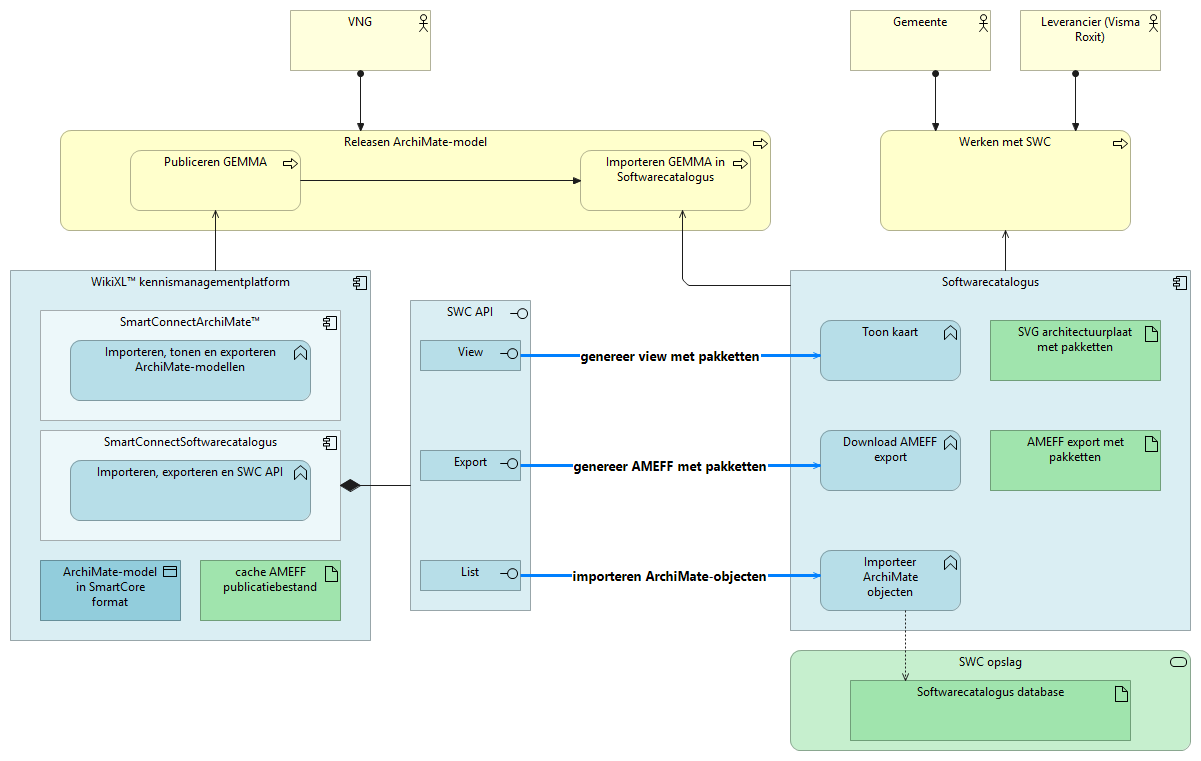 VNG
Gemeente
Leverancier (Visma
Roxit)
Releasen ArchiMate-model
Publiceren GEMMA
Importeren GEMMA in
Softwarecatalogus
Werken met SWC
WikiXL™ kennismanagementplatform
SmartConnectArchiMate™
Importeren, tonen en exporteren
ArchiMate-modellen
SmartConnectSoftwarecatalogus
Importeren, exporteren en SWC API
ArchiMate-model
in SmartCore
format
cache AMEFF
publicatiebestand
SWC API
View
Export
List
genereer view met pakketten
genereer AMEFF met pakketten
importeren ArchiMate-objecten
Softwarecatalogus
Toon kaart
SVG architectuurplaat
met pakketten
Download AMEFF
export
AMEFF export met
pakketten
Importeer
ArchiMate
objecten
SWC opslag
Softwarecatalogus database